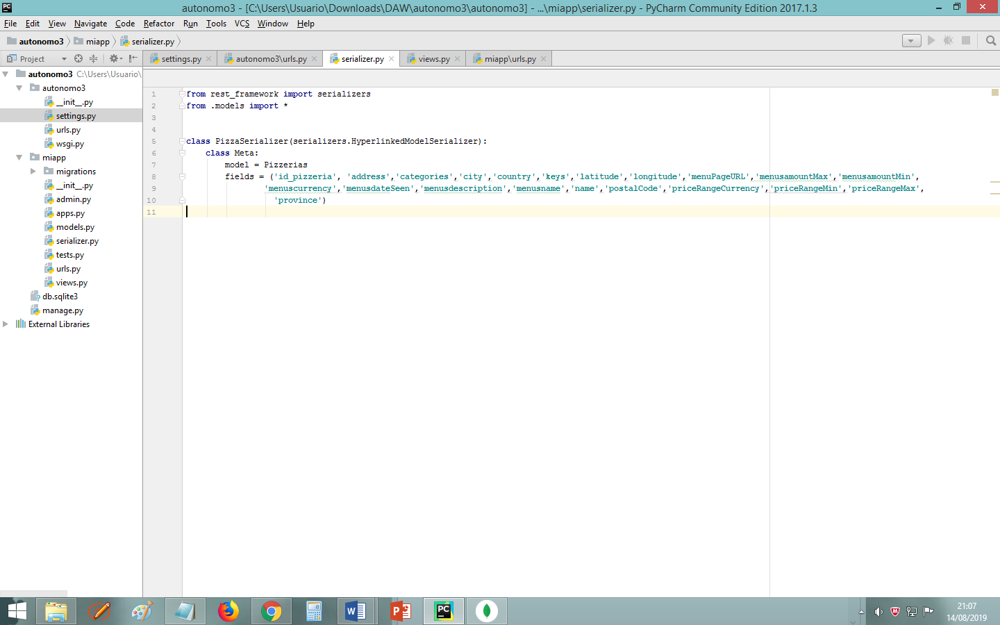 autonomo3 - [C:\Users\Usuario\Downloads\DAW\autonomo3\autonomo3] - ...\miapp\serializer.py - PyCharm Community Edition 2017.1.3
File Edit View Navigate Code Refactor Run Tools VCS Window Help
autonomo3 miapp serializer.py
Project
settings.py autonomo3\urls.py serializer.py views.py miapp\urls.py
autonomo3 C:\Users\Usuario\
autonomo3
__init__.py
settings.py
urls.py
wsgi.py
miapp
migrations
__init__.py
admin.py
apps.py
models.py
serializer.py
tests.py
urls.py
views.py
db.sqlite3
manage.py
External Libraries
1 from rest_framework import serializers
2 from .models import *
3
4
5 class PizzaSerializer(serializers.HyperlinkedModelSerializer):
6 class Meta:
7 model = Pizzerias
8 fields = ('id_pizzeria', 'address','categories','city','country','keys','latitude','longitude','menuPageURL','menusamountMax','menusamountMin',
9 'menuscurrency','menusdateSeen','menusdescription','menusname','name','postalCode','priceRangeCurrency','priceRangeMin','priceRangeMax',
10 'province')
11
21:07
14/08/2019